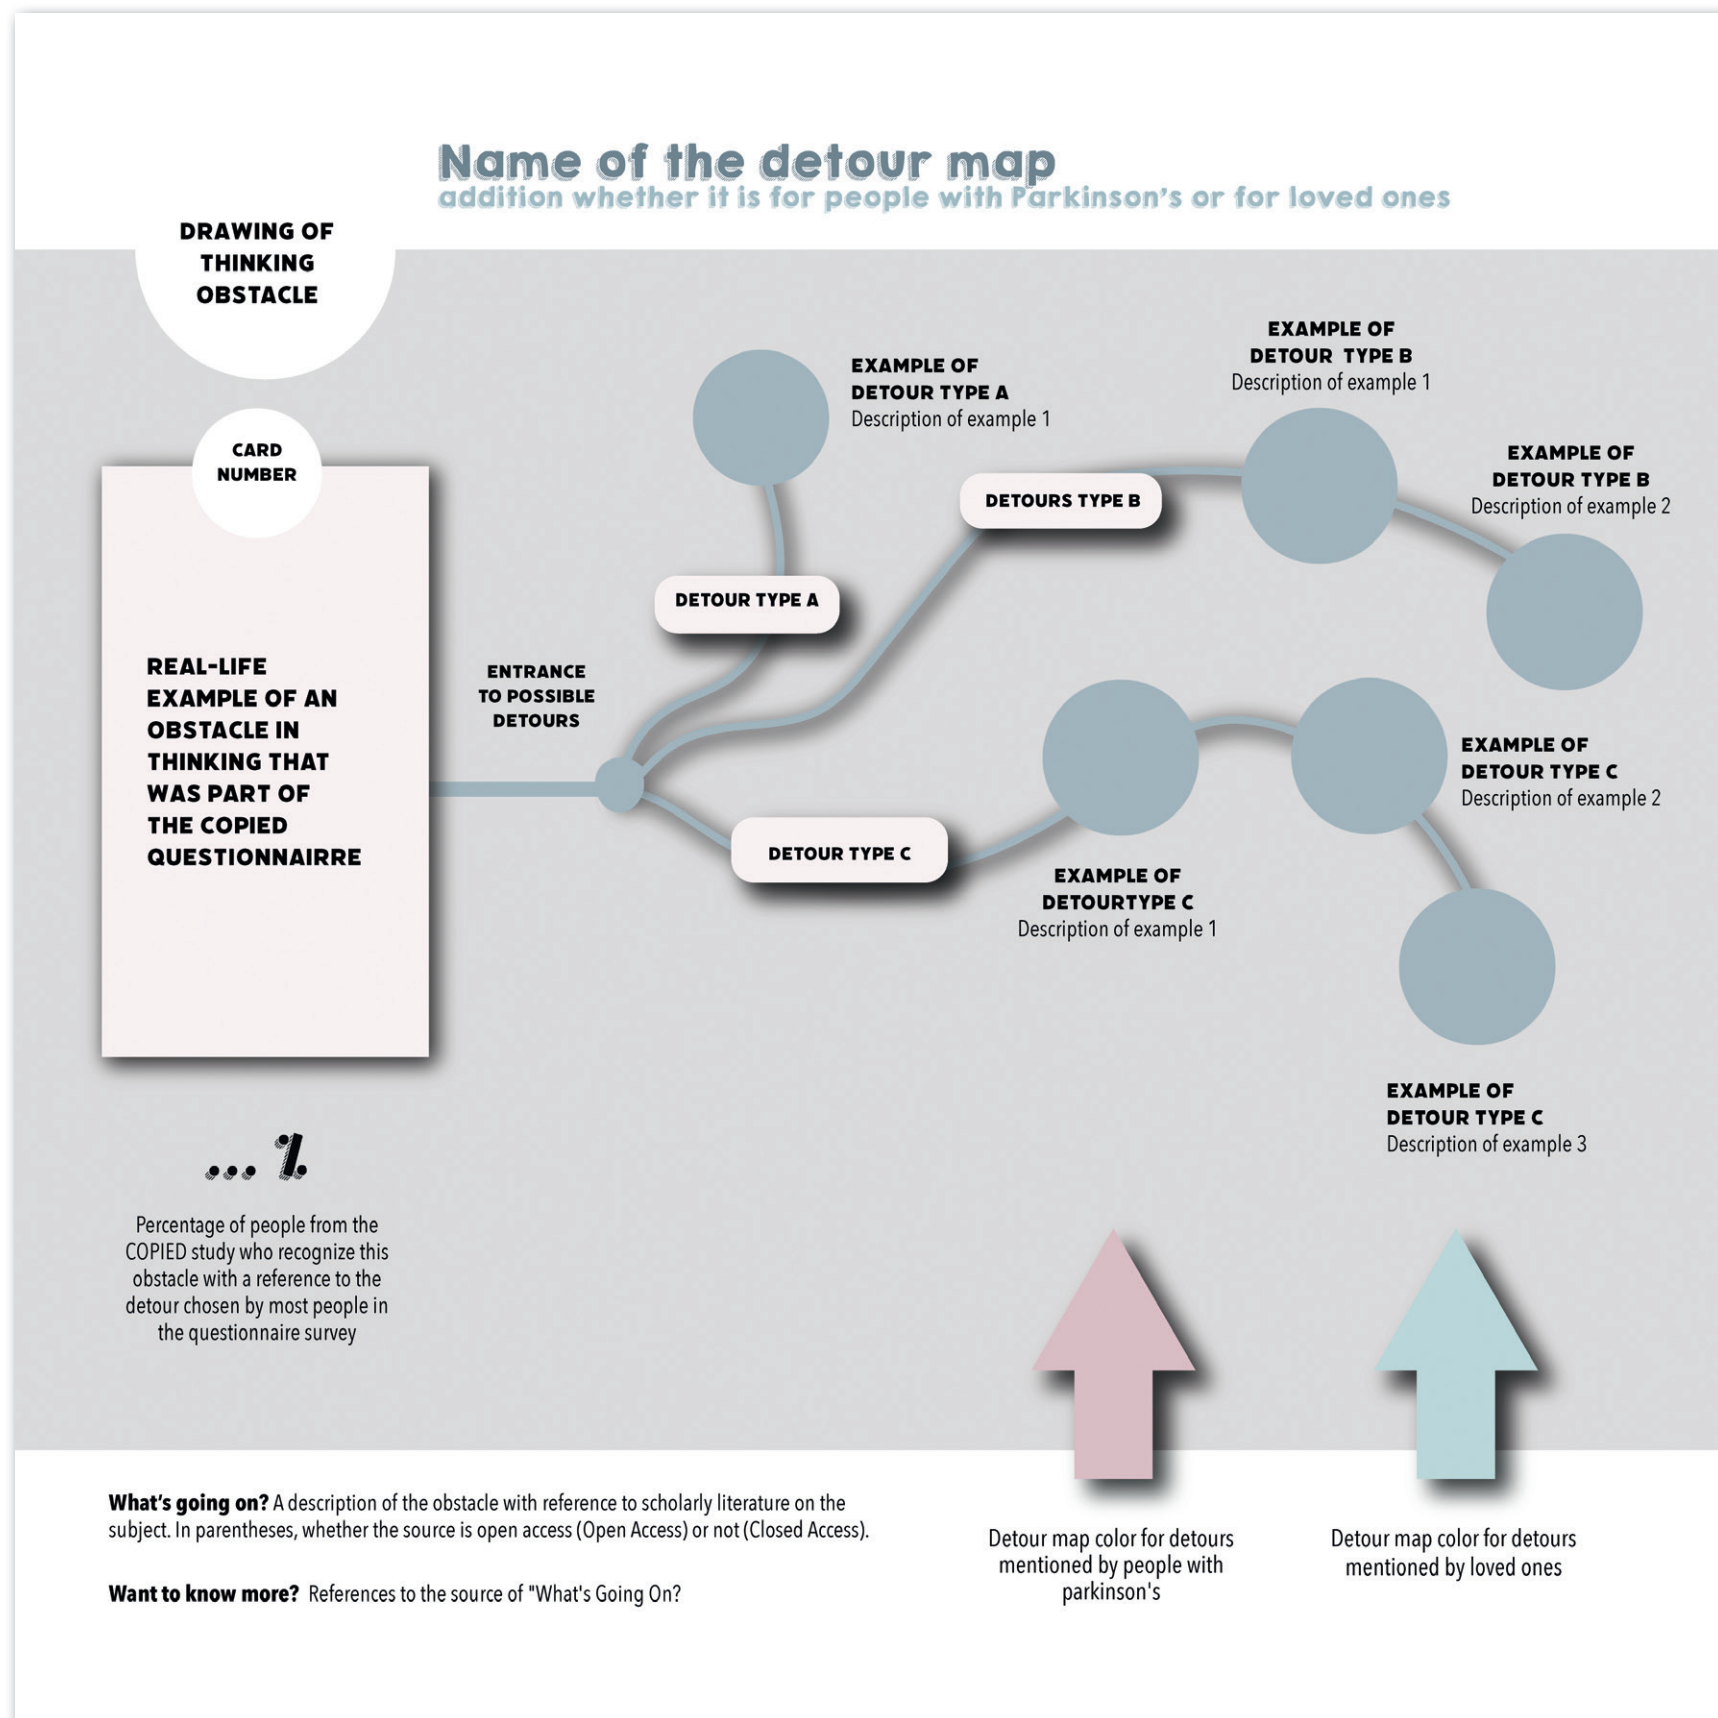 Name of the detour map
addition whether it is for people with Parkinson's or for loved ones
DRAWING OF
THINKING
OBSTACLE
CARD
NUMBER
REAL-LIFE
EXAMPLE OF AN
OBSTACLE IN
THINKING THAT
WAS PART OF
THE COPIED
QUESTIONNAIRRE
ENTRANCE
TO POSSIBLE
DETOURS
DETOUR TYPE A
EXAMPLE OF
DETOUR TYPE A
Description of example 1
DETOURS TYPE B
EXAMPLE OF
DETOUR TYPE B
Description of example 1
EXAMPLE OF
DETOUR TYPE B
Description of example 2
DETOUR TYPE C
EXAMPLE OF
DETOURTYPE C
Description of example 1
EXAMPLE OF
DETOUR TYPE C
Description of example 2
EXAMPLE OF
DETOUR TYPE C
Description of example 3
... %
Percentage of people from the
COPIED study who recognize this
obstacle with a reference to the
detour chosen by most people in
the questionnaire survey
What's going on? A description of the obstacle with reference to scholarly literature on the
subject. In parentheses, whether the source is open access (Open Access) or not (Closed Access).
Want to know more? References to the source of "What's Going On?
Detour map color for detours
mentioned by people with
parkinson's
Detour map color for detours
mentioned by loved ones